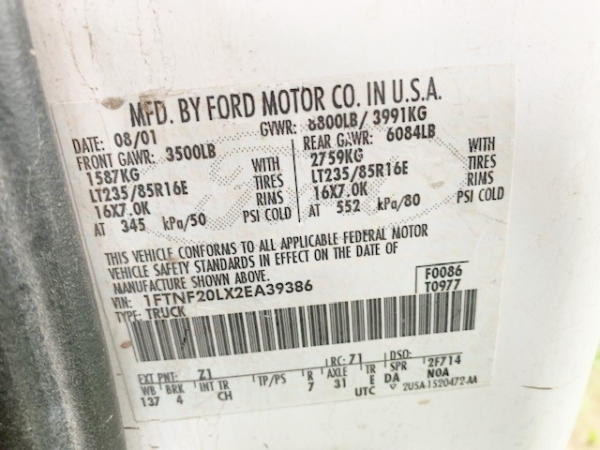 MFD. BY FORD MOTOR CO. IN U.S.A.
DATE: 08/01 GVWR: 8800LB/ 3991KG
FRONT GAWR: 3500LB REAR GAWR: 6084LB
1587KG WITH 2759KG WITH
LT235/85R16E TIRES LT235/85R16E TIRES
16X7.0K RIMS 16X7.0K RIMS
AT 345 kPa/50 PSI COLD AT 552 kPa/80 PSI COLD
THIS VEHICLE CONFORMS TO ALL APPLICABLE FEDERAL MOTOR
VEHICLE SAFETY STANDARDS IN EFFECT ON THE DATE OF
MANUFACTURE SHOWN ABOVE.
VIN: 1FTNF20LX2EA39386 F0086
TYPE: TRUCK T0977
EXT PNT: Z1 RC: Z1 DSO:
WB BRK INT TR TP/PS R AXLE TR SPR 2F714
137 4 CH 7 31 E DA N0A
UTC 2U5A-1520472-AA